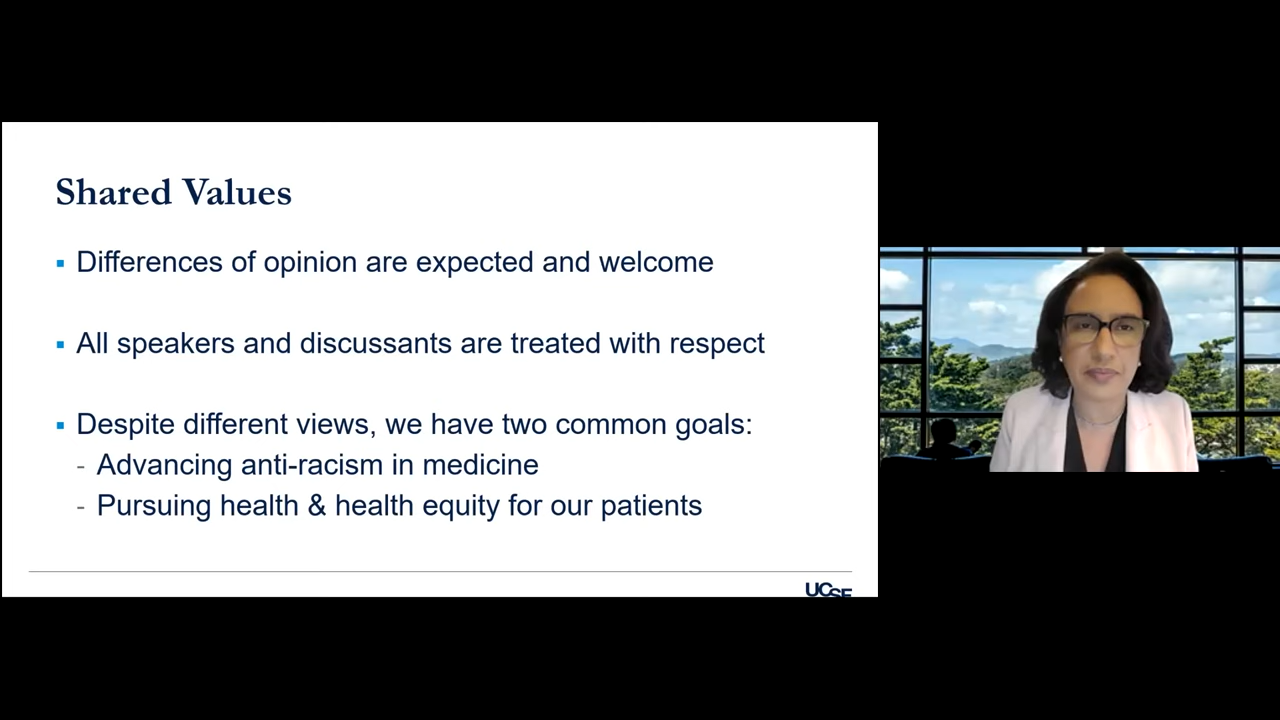 Shared Values
▪ Differences of opinion are expected and welcome
▪ All speakers and discussants are treated with respect
▪ Despite different views, we have two common goals:
- Advancing anti-racism in medicine
- Pursuing health & health equity for our patients
UCSF